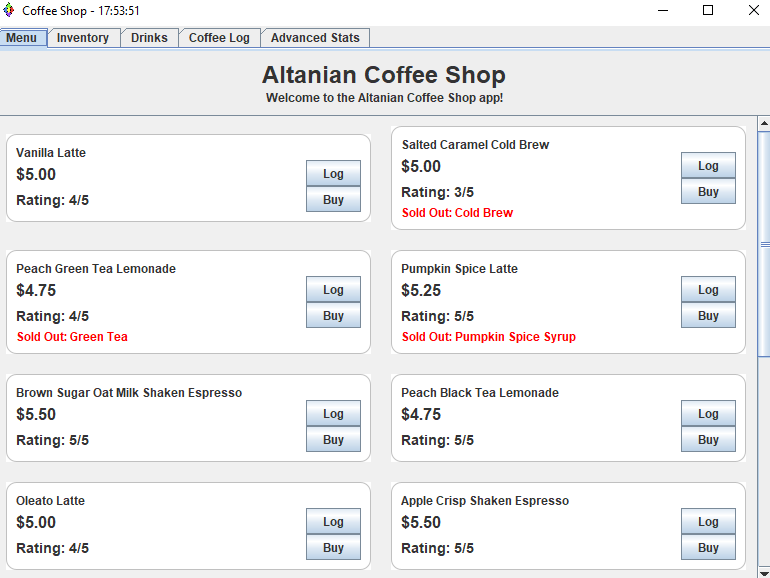 Coffee Shop - 17:53:51
Menu Inventory Drinks Coffee Log Advanced Stats
Altanian Coffee Shop
Welcome to the Altanian Coffee Shop app!
Vanilla Latte
$5.00
Rating: 4/5
Log
Buy
Salted Caramel Cold Brew
$5.00
Rating: 3/5
Sold Out: Cold Brew
Log
Buy
Peach Green Tea Lemonade
$4.75
Rating: 4/5
Sold Out: Green Tea
Log
Buy
Pumpkin Spice Latte
$5.25
Rating: 5/5
Sold Out: Pumpkin Spice Syrup
Log
Buy
Brown Sugar Oat Milk Shaken Espresso
$5.50
Rating: 5/5
Log
Buy
Peach Black Tea Lemonade
$4.75
Rating: 5/5
Log
Buy
Oleato Latte
$5.00
Rating: 4/5
Log
Buy
Apple Crisp Shaken Espresso
$5.50
Rating: 5/5
Log
Buy